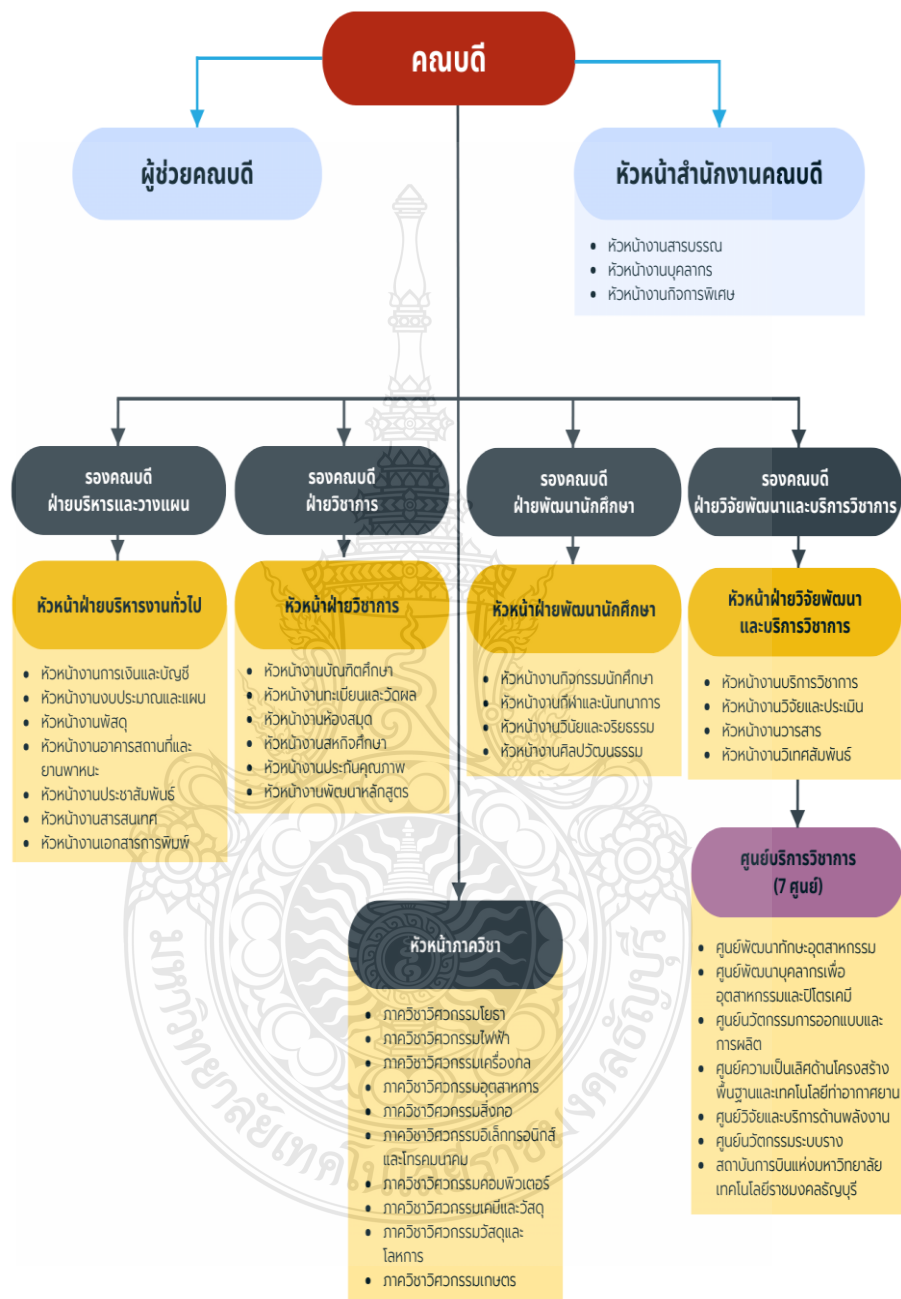 คณบดี
ผู้ช่วยคณบดี
หัวหน้าสำนักงานคณบดี
• หัวหน้างานสารบรรณ
• หัวหน้างานบุคลากร
• หัวหน้างานกิจการพิเศษ
รองคณบดี
ฝ่ายบริหารและวางแผน
หัวหน้าฝ่ายบริหารงานทั่วไป
• หัวหน้างานการเงินและบัญชี
• หัวหน้างานงบประมาณและแผน
• หัวหน้างานพัสดุ
• หัวหน้างานอาคารสถานที่และ
ยานพาหนะ
• หัวหน้างานประชาสัมพันธ์
• หัวหน้างานสารสนเทศ
• หัวหน้างานเอกสารการพิมพ์
รองคณบดี
ฝ่ายวิชาการ
หัวหน้าฝ่ายวิชาการ
• หัวหน้างานบัณฑิตศึกษา
• หัวหน้างานทะเบียนและวัดผล
• หัวหน้างานห้องสมุด
• หัวหน้างานสหกิจศึกษา
• หัวหน้างานประกันคุณภาพ
• หัวหน้างานพัฒนาหลักสูตร
รองคณบดี
ฝ่ายพัฒนานักศึกษา
หัวหน้าฝ่ายพัฒนานักศึกษา
• หัวหน้างานกิจกรรมนักศึกษา
• หัวหน้างานกีฬาและนันทนาการ
• หัวหน้างานวินัยและจริยธรรม
• หัวหน้างานศิลปวัฒนธรรม
รองคณบดี
ฝ่ายวิจัยพัฒนาและบริการวิชาการ
หัวหน้าฝ่ายวิจัยพัฒนา
และบริการวิชาการ
• หัวหน้างานบริการวิชาการ
• หัวหน้างานวิจัยและประเมิน
• หัวหน้างานวารสาร
• หัวหน้างานวิเทศสัมพันธ์
ศูนย์บริการวิชาการ
(7 ศูนย์)
• ศูนย์พัฒนาทักษะอุตสาหกรรม
• ศูนย์พัฒนาบุคลากรเพื่อ
อุตสาหกรรมและปิโตรเคมี
• ศูนย์นวัตกรรมการออกแบบและ
การผลิต
• ศูนย์ความเป็นเลิศด้านโครงสร้าง
พื้นฐานและเทคโนโลยีท่าอากาศยาน
• ศูนย์วิจัยและบริการด้านพลังงาน
• ศูนย์นวัตกรรมระบบราง
• สถาบันการบินแห่งมหาวิทยาลัย
เทคโนโลยีราชมงคลธัญบุรี
หัวหน้าภาควิชา
• ภาควิชาวิศวกรรมโยธา
• ภาควิชาวิศวกรรมไฟฟ้า
• ภาควิชาวิศวกรรมเครื่องกล
• ภาควิชาวิศวกรรมอุตสาหการ
• ภาควิชาวิศวกรรมสิ่งทอ
• ภาควิชาวิศวกรรมอิเล็กทรอนิกส์
และโทรคมนาคม
• ภาควิชาวิศวกรรมคอมพิวเตอร์
• ภาควิชาวิศวกรรมเคมีและวัสดุ
• ภาควิชาวิศวกรรมวัสดุและ
โลหการ
• ภาควิชาวิศวกรรมเกษตร
มหาวิทยาลัยเทคโนโลยีราชมงคลธัญบุรี